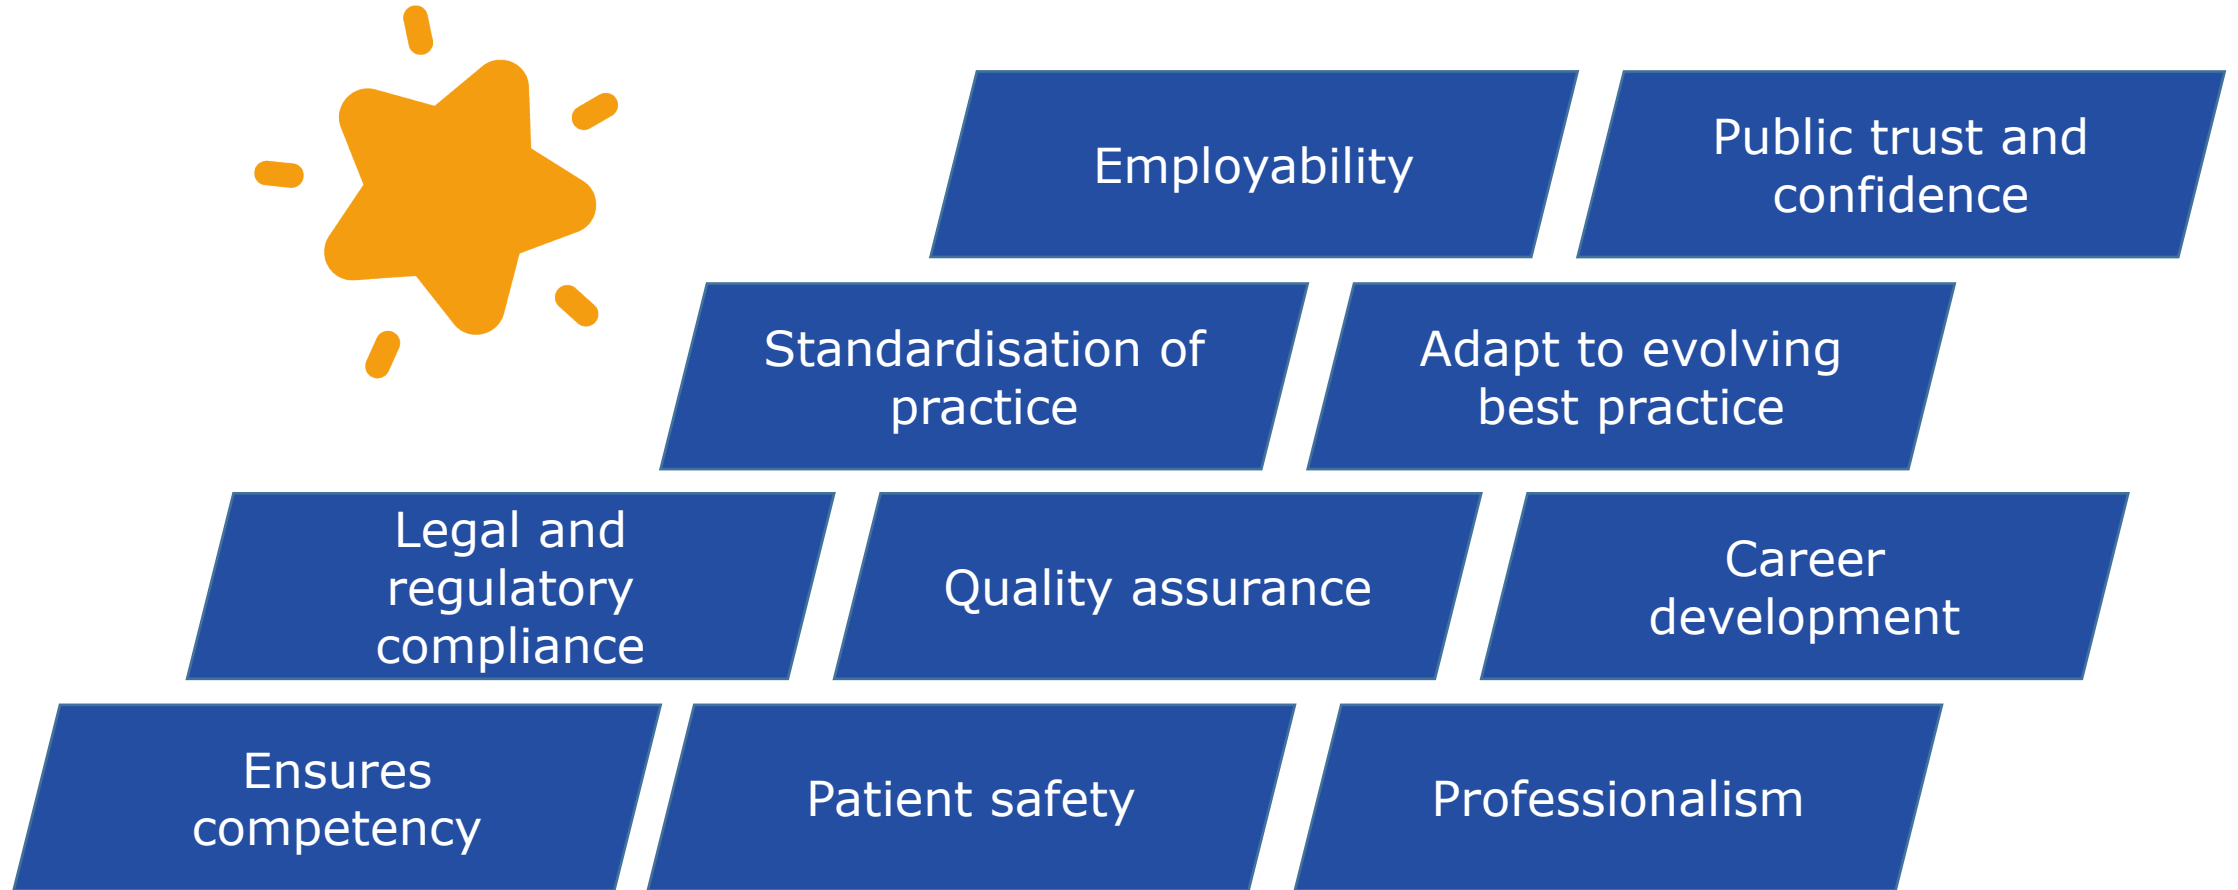 Employability
Public trust and
confidence
Standardisation of
practice
Adapt to evolving
best practice
Legal and
regulatory
compliance
Quality assurance
Career
development
Ensures
competency
Patient safety
Professionalism